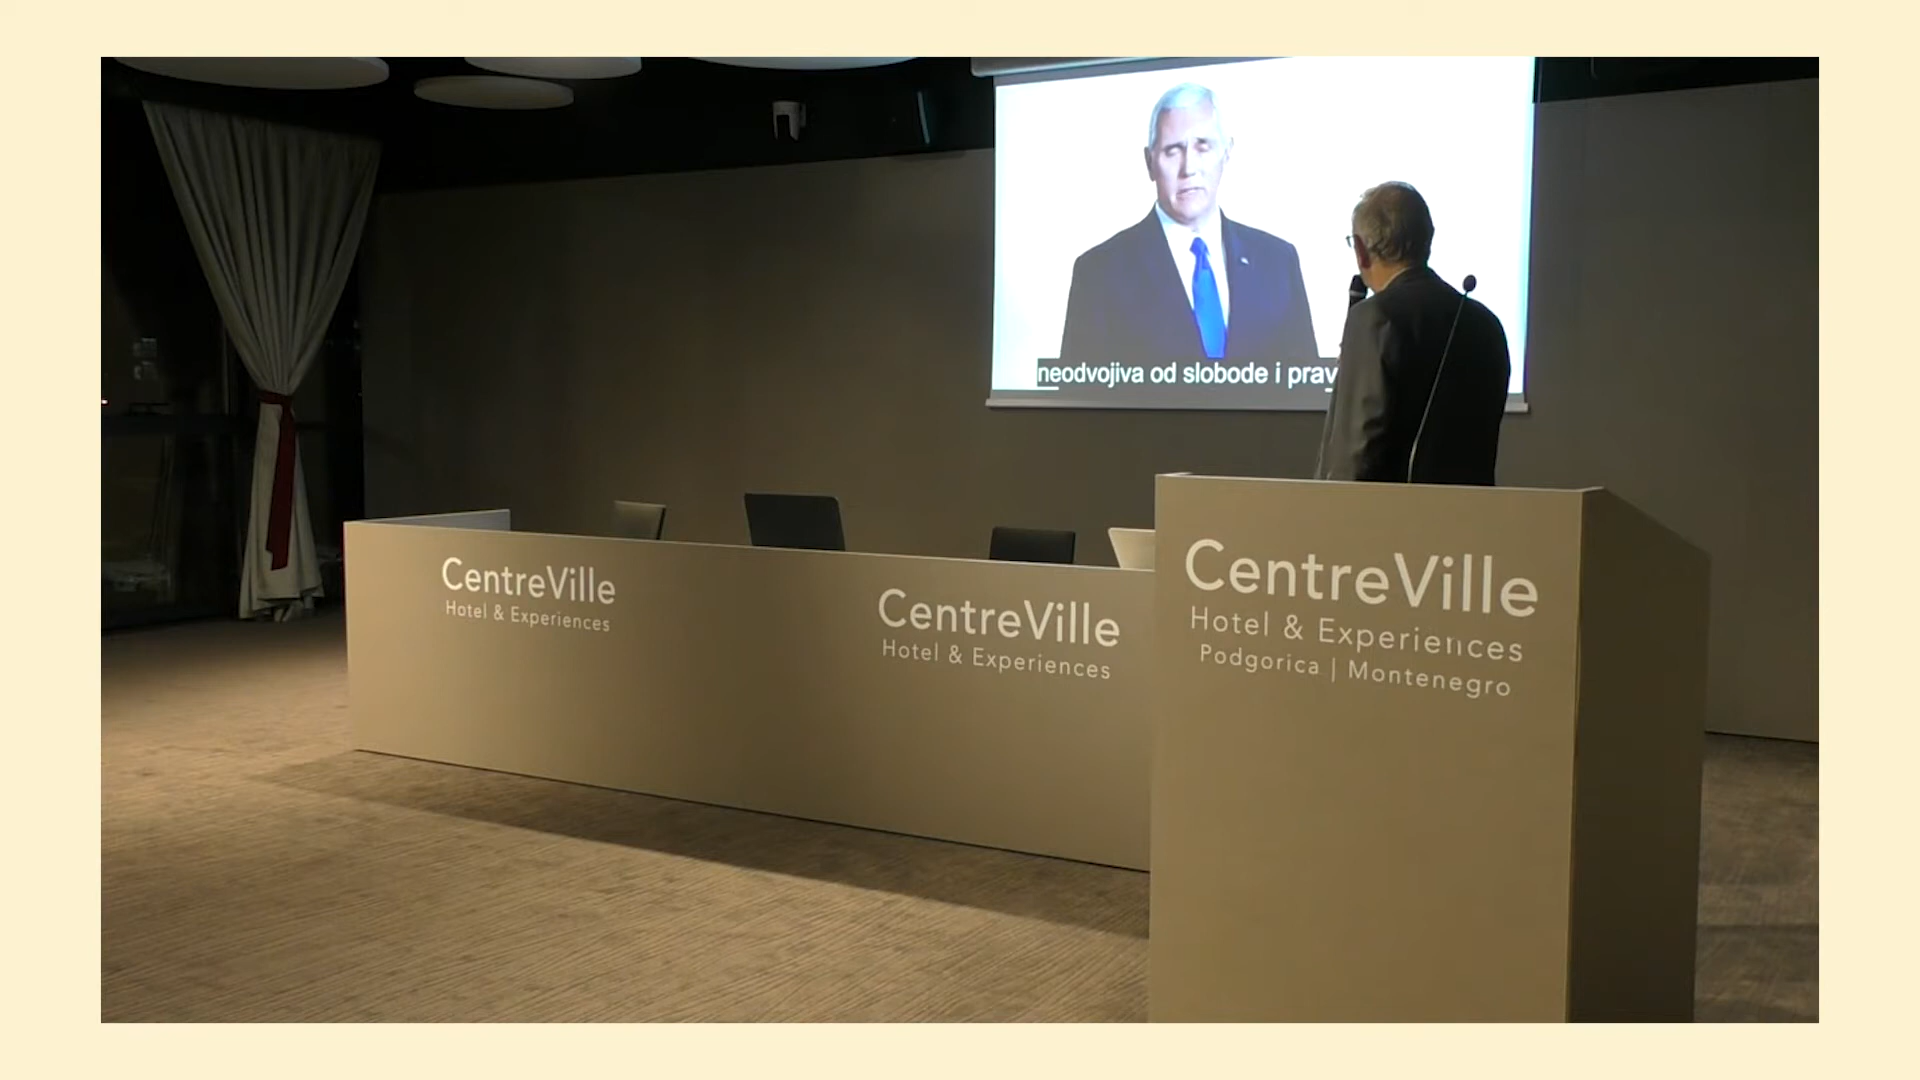 neodvojiva od slobode i prav
CentreVille
Hotel & Experiences
CentreVille
Hotel & Experiences
CentreVille
Hotel & Experiences
Podgorica | Montenegro